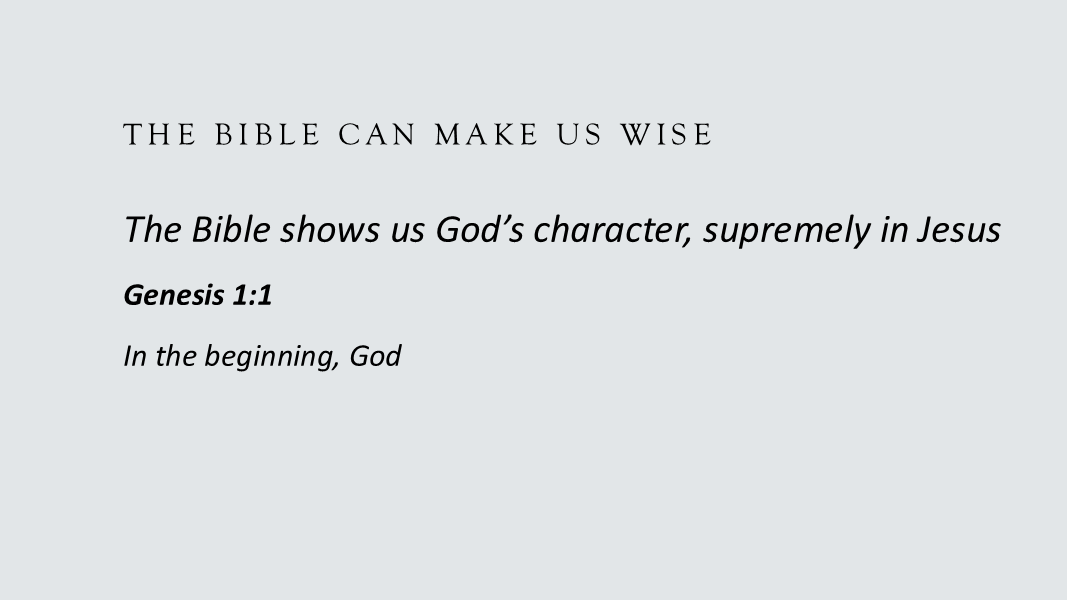 THE BIBLE CAN MAKE US WISE
The Bible shows us God’s character, supremely in Jesus
Genesis 1:1
In the beginning, God